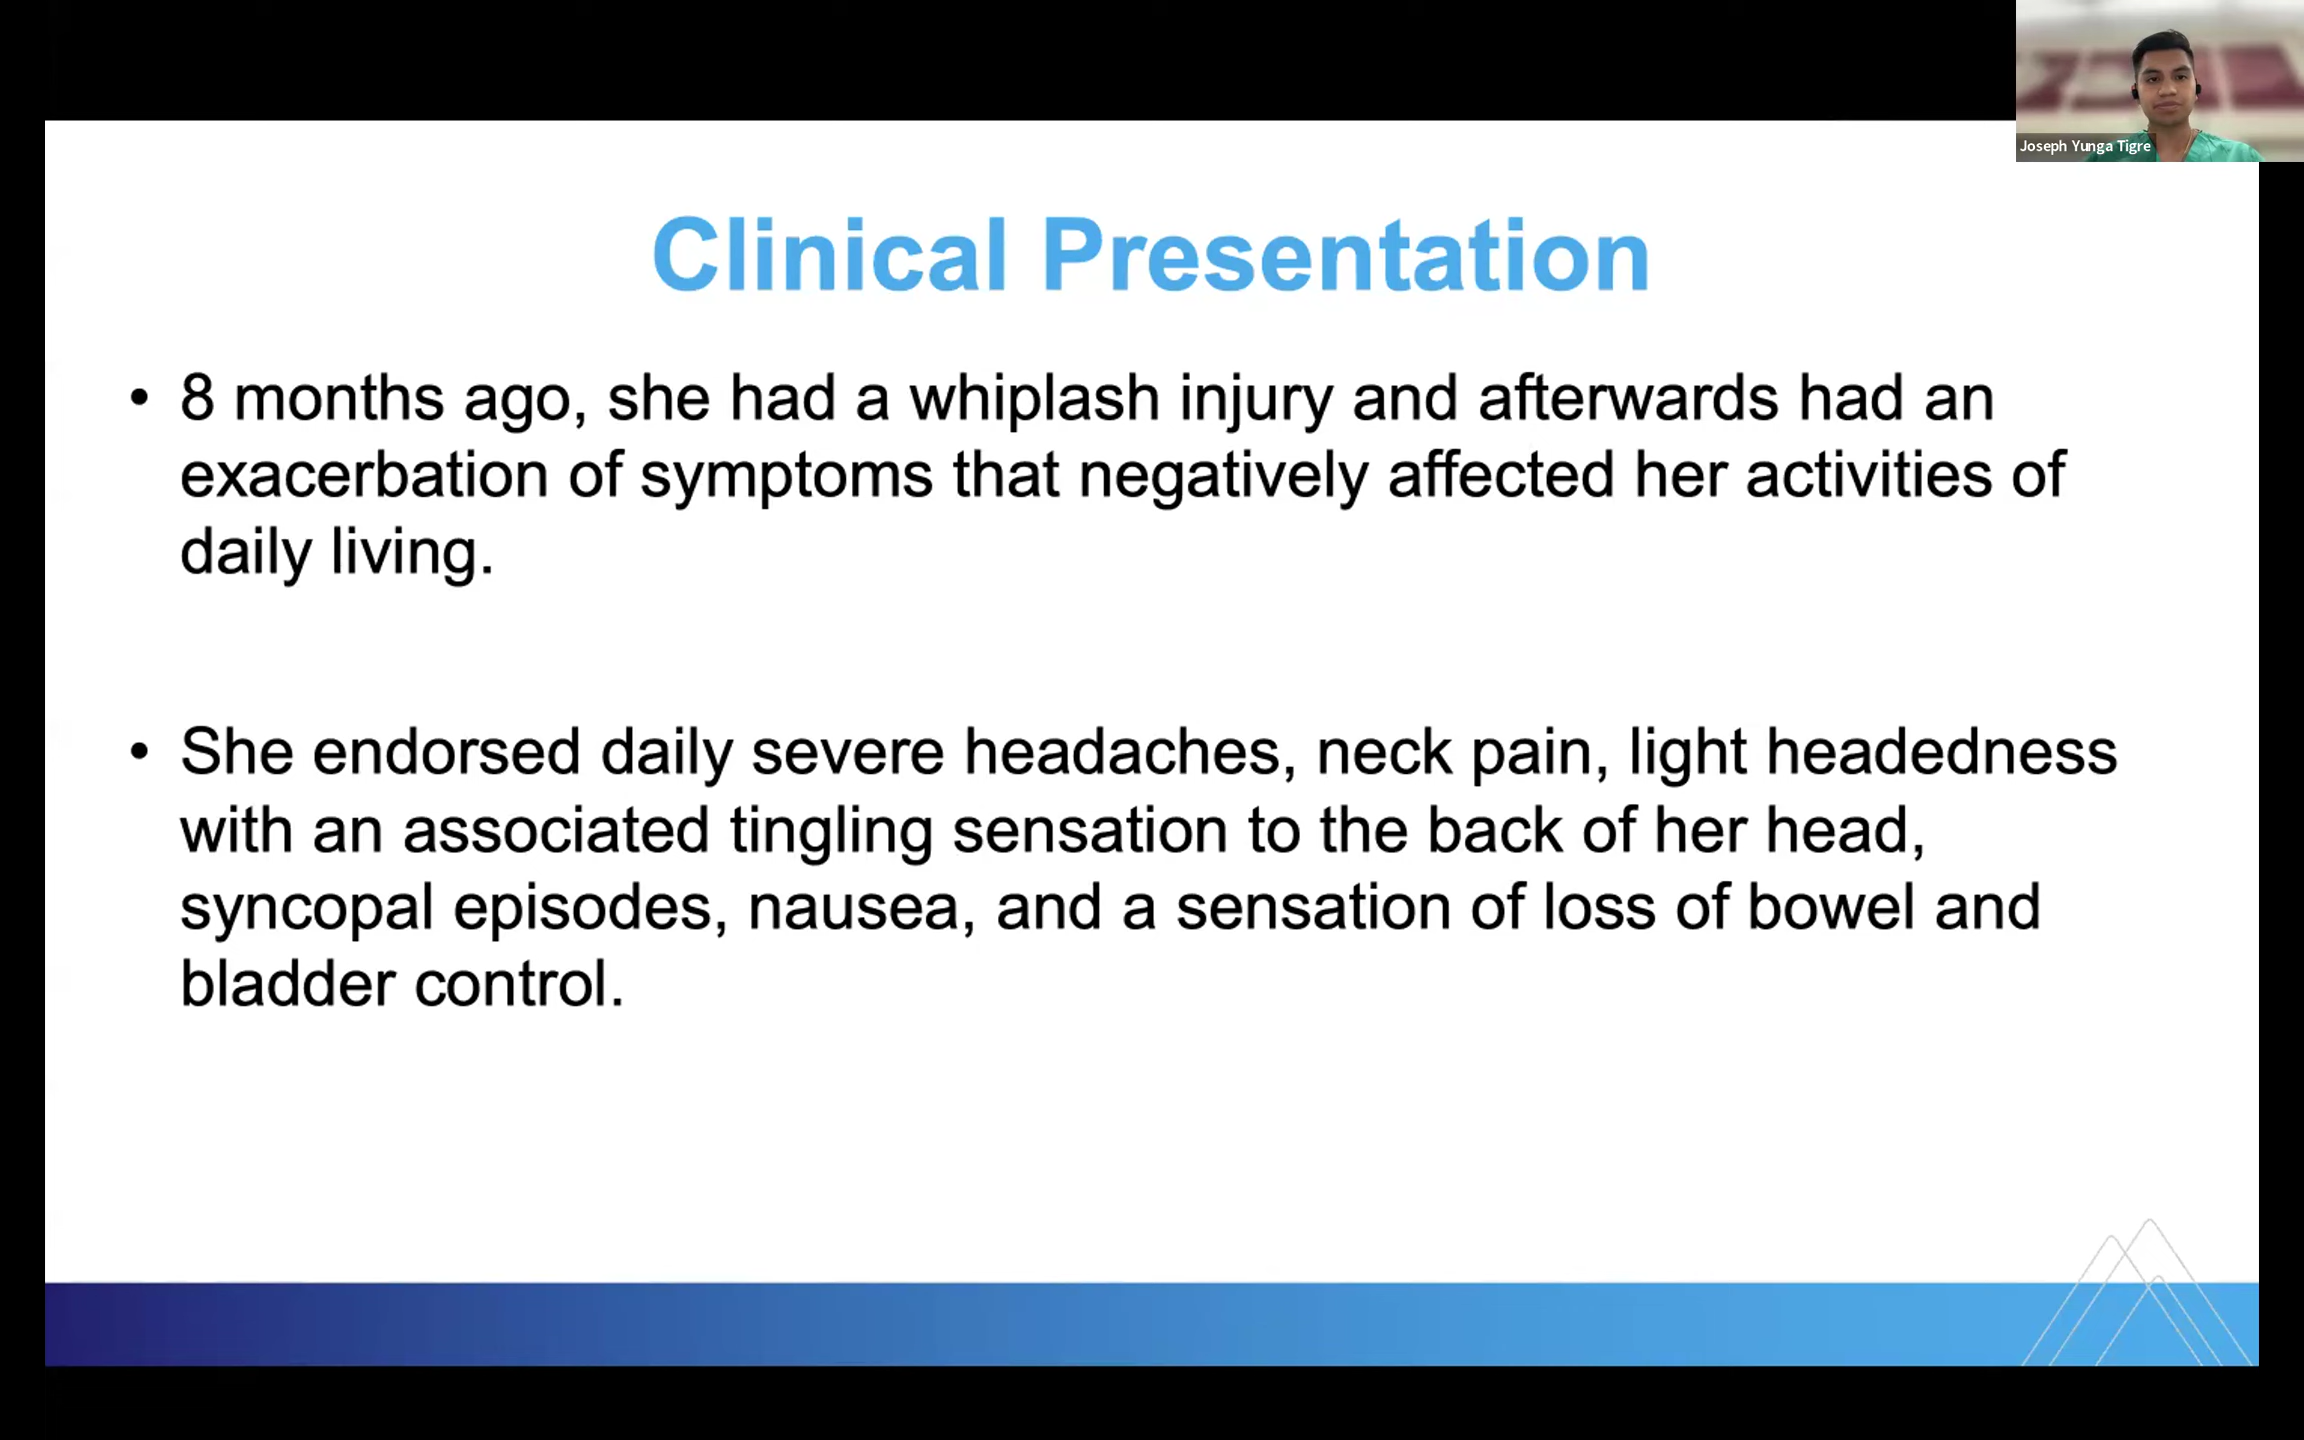 Joseph Yunga Tigre
Clinical Presentation
• 8 months ago, she had a whiplash injury and afterwards had an
exacerbation of symptoms that negatively affected her activities of
daily living.
• She endorsed daily severe headaches, neck pain, light headedness
with an associated tingling sensation to the back of her head,
syncopal episodes, nausea, and a sensation of loss of bowel and
bladder control.